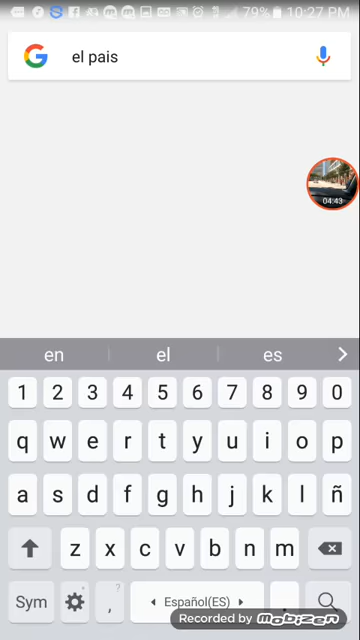 79% 10:27 PM
el pais
04:43
en el es
1 2 3 4 5 6 7 8 9 0
q w e r t y u i o p
a s d f g h j k l ñ
z x c v b n m
Sym , ? Español(ES) .
Recorded by Mobizen